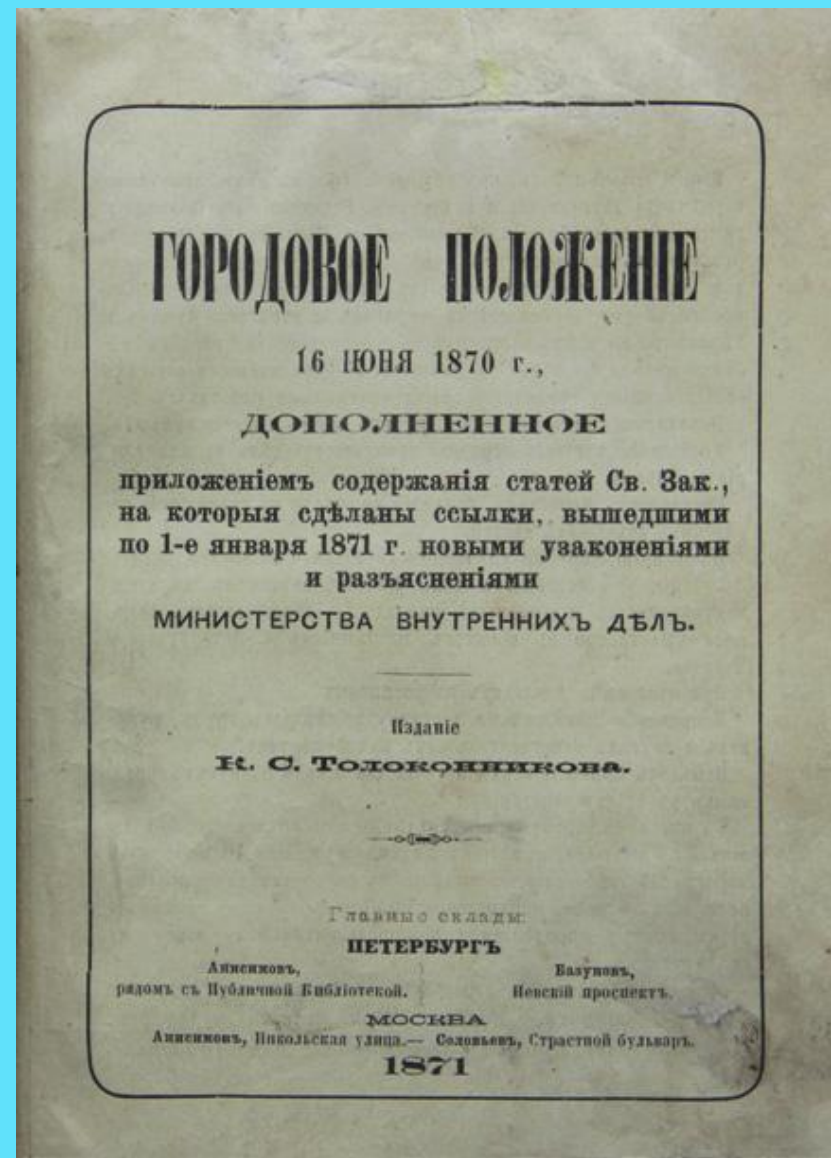 ГОРОДОВОЕ ПОЛОЖЕНІЕ
16 ІЮНЯ 1870 г.,
ДОПОЛНЕННОЕ
приложеніемъ содержанія статей Св. Зак.,
на которыя сдѣланы ссылки, вышедшими
по 1-е января 1871 г. новыми узаконеніями
и разъясненіями
МИНИСТЕРСТВА ВНУТРЕННИХЪ ДѢЛЪ.
Изданіе
К. С. Толоконникова.
Главные склады:
ПЕТЕРБУРГЪ
Анисимовъ, Базуновъ,
рядомъ съ Публичной Библіотекой. Невскій проспектъ.
МОСКВА
Анисимовъ, Никольская улица.— Соловьевъ, Страстной бульваръ.
1871